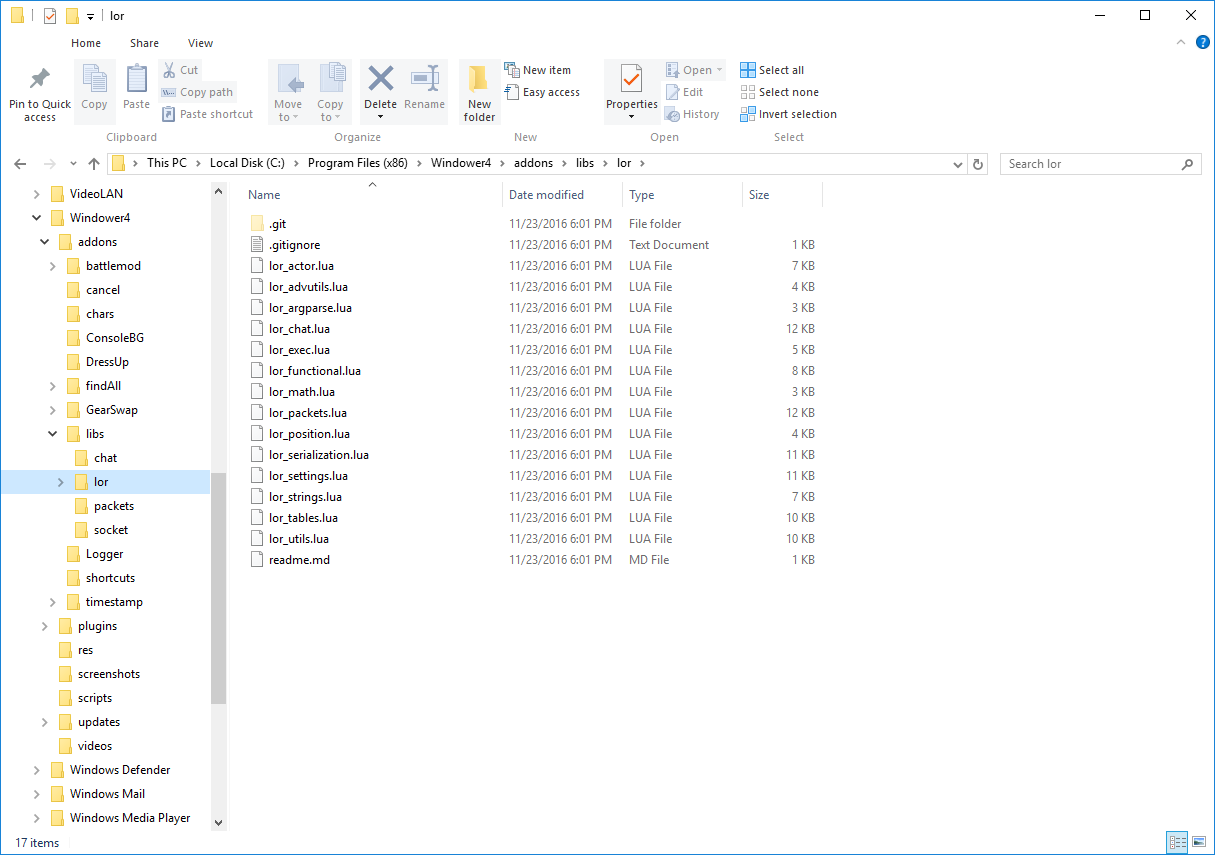 lor
Home Share View
Pin to Quick access
Copy
Paste
Cut
Copy path
Paste shortcut
Clipboard
Move to
Copy to
Delete
Rename
Organize
New folder
New item
Easy access
New
Properties
Open
Edit
History
Open
Select all
Select none
Invert selection
Select
This PC Local Disk (C:) Program Files (x86) Windower4 addons libs lor
Search lor
VideoLAN
Windower4
addons
battlemod
cancel
chars
ConsoleBG
DressUp
findAll
GearSwap
libs
chat
lor
packets
socket
Logger
shortcuts
timestamp
plugins
res
screenshots
scripts
updates
videos
Windows Defender
Windows Mail
Windows Media Player
Name Date modified Type Size
.git 11/23/2016 6:01 PM File folder
.gitignore 11/23/2016 6:01 PM Text Document 1 KB
lor_actor.lua 11/23/2016 6:01 PM LUA File 7 KB
lor_advutils.lua 11/23/2016 6:01 PM LUA File 4 KB
lor_argparse.lua 11/23/2016 6:01 PM LUA File 3 KB
lor_chat.lua 11/23/2016 6:01 PM LUA File 12 KB
lor_exec.lua 11/23/2016 6:01 PM LUA File 5 KB
lor_functional.lua 11/23/2016 6:01 PM LUA File 8 KB
lor_math.lua 11/23/2016 6:01 PM LUA File 3 KB
lor_packets.lua 11/23/2016 6:01 PM LUA File 12 KB
lor_position.lua 11/23/2016 6:01 PM LUA File 4 KB
lor_serialization.lua 11/23/2016 6:01 PM LUA File 11 KB
lor_settings.lua 11/23/2016 6:01 PM LUA File 11 KB
lor_strings.lua 11/23/2016 6:01 PM LUA File 7 KB
lor_tables.lua 11/23/2016 6:01 PM LUA File 10 KB
lor_utils.lua 11/23/2016 6:01 PM LUA File 10 KB
readme.md 11/23/2016 6:01 PM MD File 1 KB
17 items